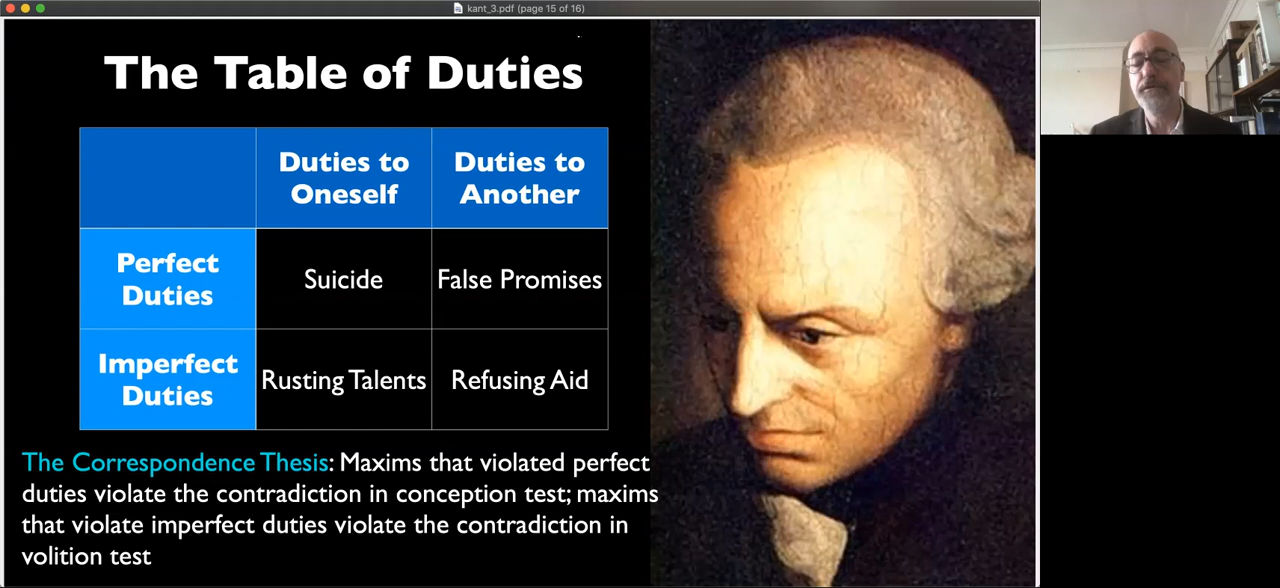 kant_3.pdf (page 15 of 16)
The Table of Duties
Duties to
Oneself
Duties to
Another
Perfect
Duties
Suicide
False Promises
Imperfect
Duties
Rusting Talents
Refusing Aid
The Correspondence Thesis: Maxims that violated perfect
duties violate the contradiction in conception test; maxims
that violate imperfect duties violate the contradiction in
volition test